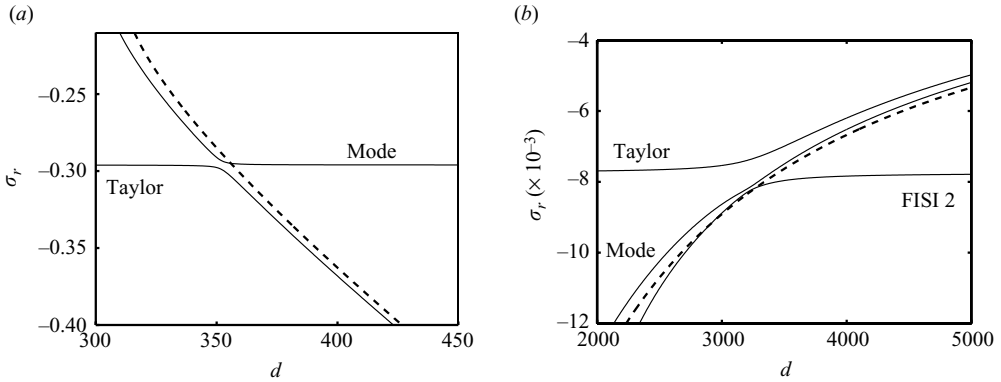 (a)
σr
–0.25
–0.30
–0.35
–0.40
300
350
400
450
d
Mode
Taylor
(b)
σr (× 10–3)
–4
–6
–8
–10
–12
2000
3000
4000
5000
d
Taylor
FISI 2
Mode